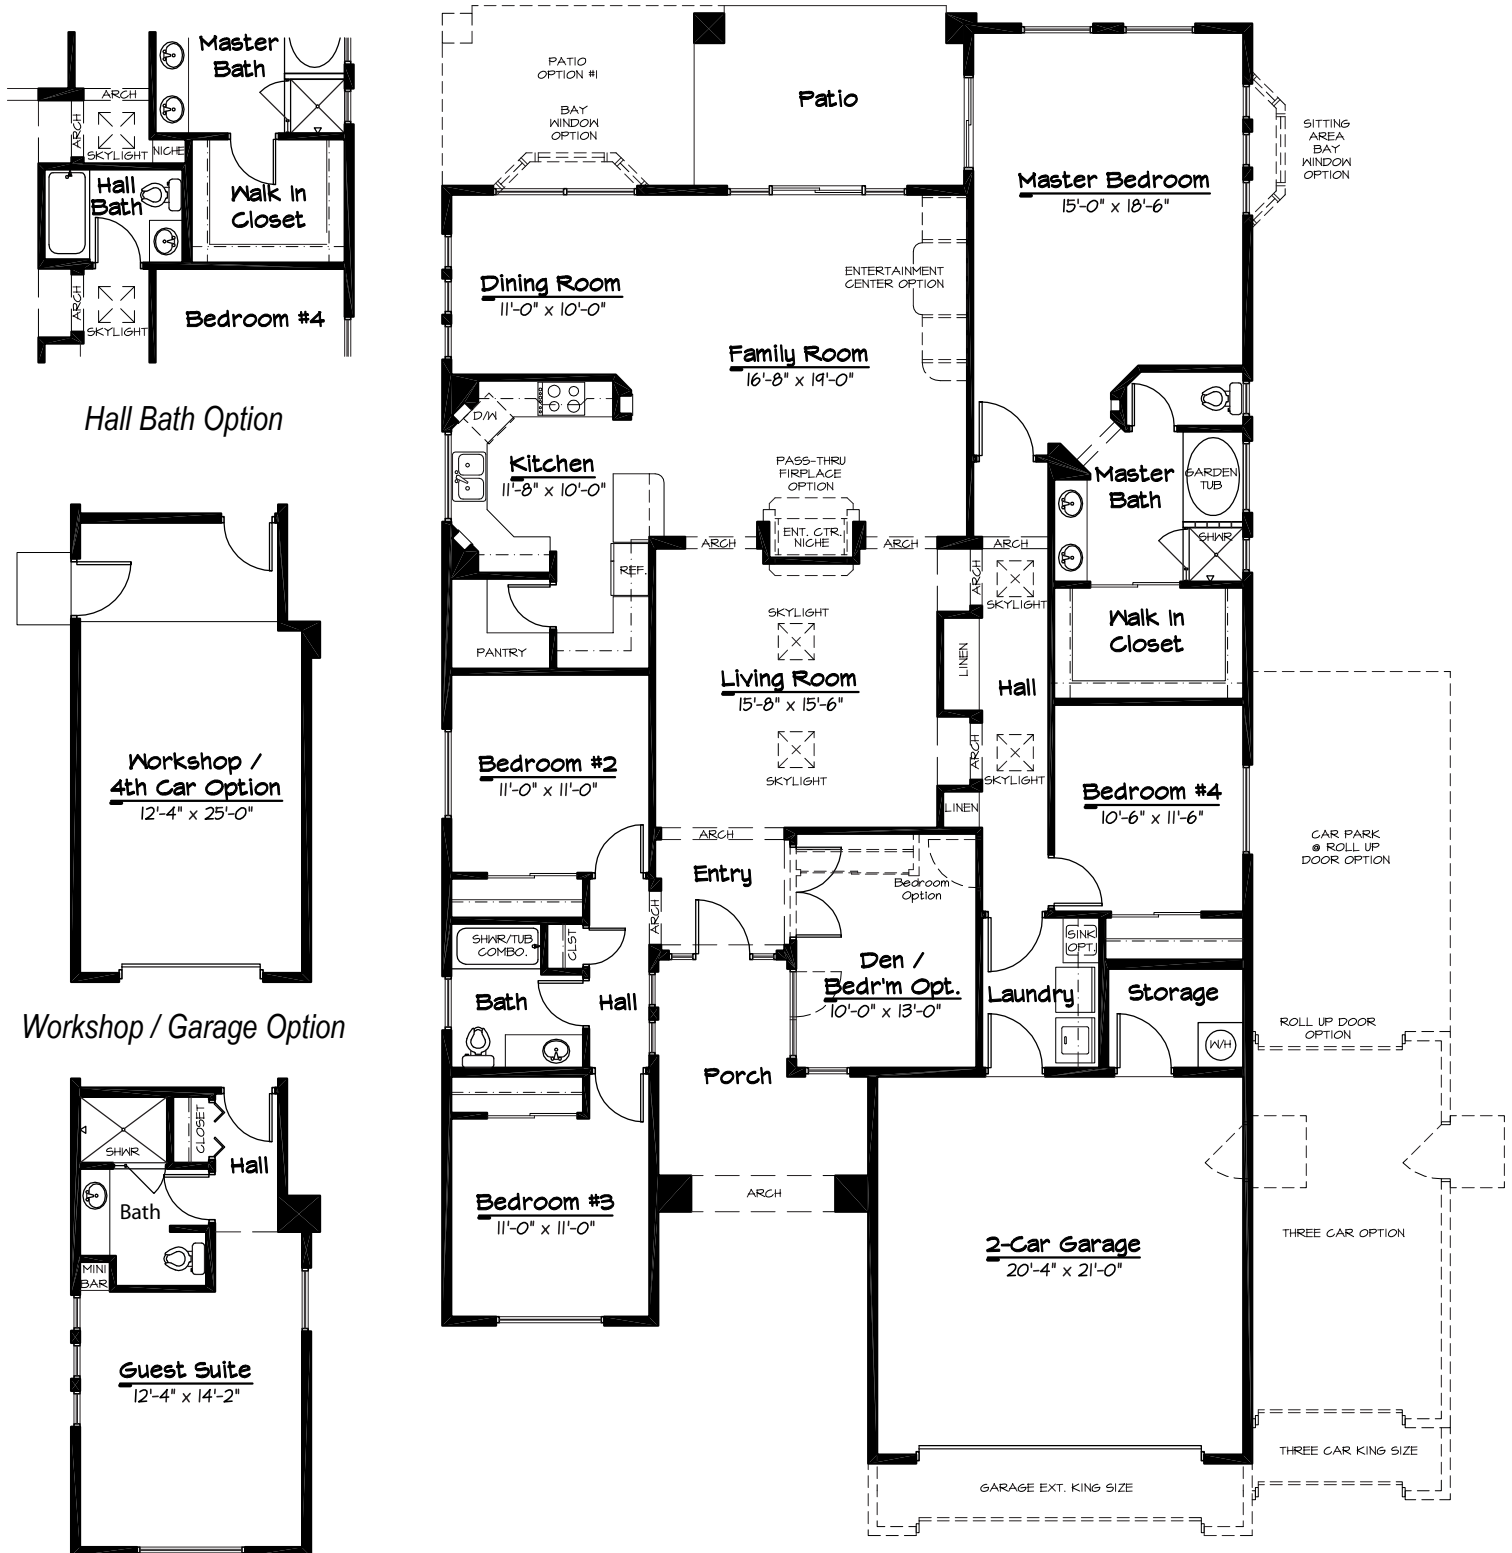 Master
Bath
ARCH
ARCH
SKYLIGHT
NICHE
Hall
Bath
Walk In
Closet
ARCH
SKYLIGHT
Bedroom #4
Hall Bath Option
Workshop /
4th Car Option
12'-4" x 25'-0"
Workshop / Garage Option
SHWR
CLOSET
Hall
Bath
MINI
BAR
Guest Suite
12'-4" x 14'-2"
PATIO
OPTION #1
BAY
WINDOW
OPTION
Patio
SITTING
AREA
BAY
WINDOW
OPTION
Master Bedroom
15'-0" x 18'-6"
Dining Room
11'-0" x 10'-0"
ENTERTAINMENT
CENTER OPTION
Family Room
16'-8" x 19'-0"
D/W
Kitchen
11'-8" x 10'-0"
PASS-THRU
FIRPLACE
OPTION
ENT. CTR.
NICHE
ARCH
ARCH
REF.
PANTRY
Master
Bath
GARDEN
TUB
SHWR
ARCH
ARCH
SKYLIGHT
SKYLIGHT
Walk In
Closet
LINEN
Hall
Living Room
15'-8" x 15'-6"
SKYLIGHT
ARCH
SKYLIGHT
LINEN
Bedroom #2
11'-0" x 11'-0"
Bedroom #4
10'-6" x 11'-6"
CAR PARK
@ ROLL UP
DOOR OPTION
ARCH
Entry
ARCH
Bedroom
Option
SHWR/TUB
COMBO.
CLST
Bath
Hall
Den /
Bedr'm Opt.
10'-0" x 13'-0"
SINK
OPT.
Laundry
Storage
W/H
ROLL UP DOOR
OPTION
Porch
ARCH
Bedroom #3
11'-0" x 11'-0"
2-Car Garage
20'-4" x 21'-0"
THREE CAR OPTION
THREE CAR KING SIZE
GARAGE EXT. KING SIZE